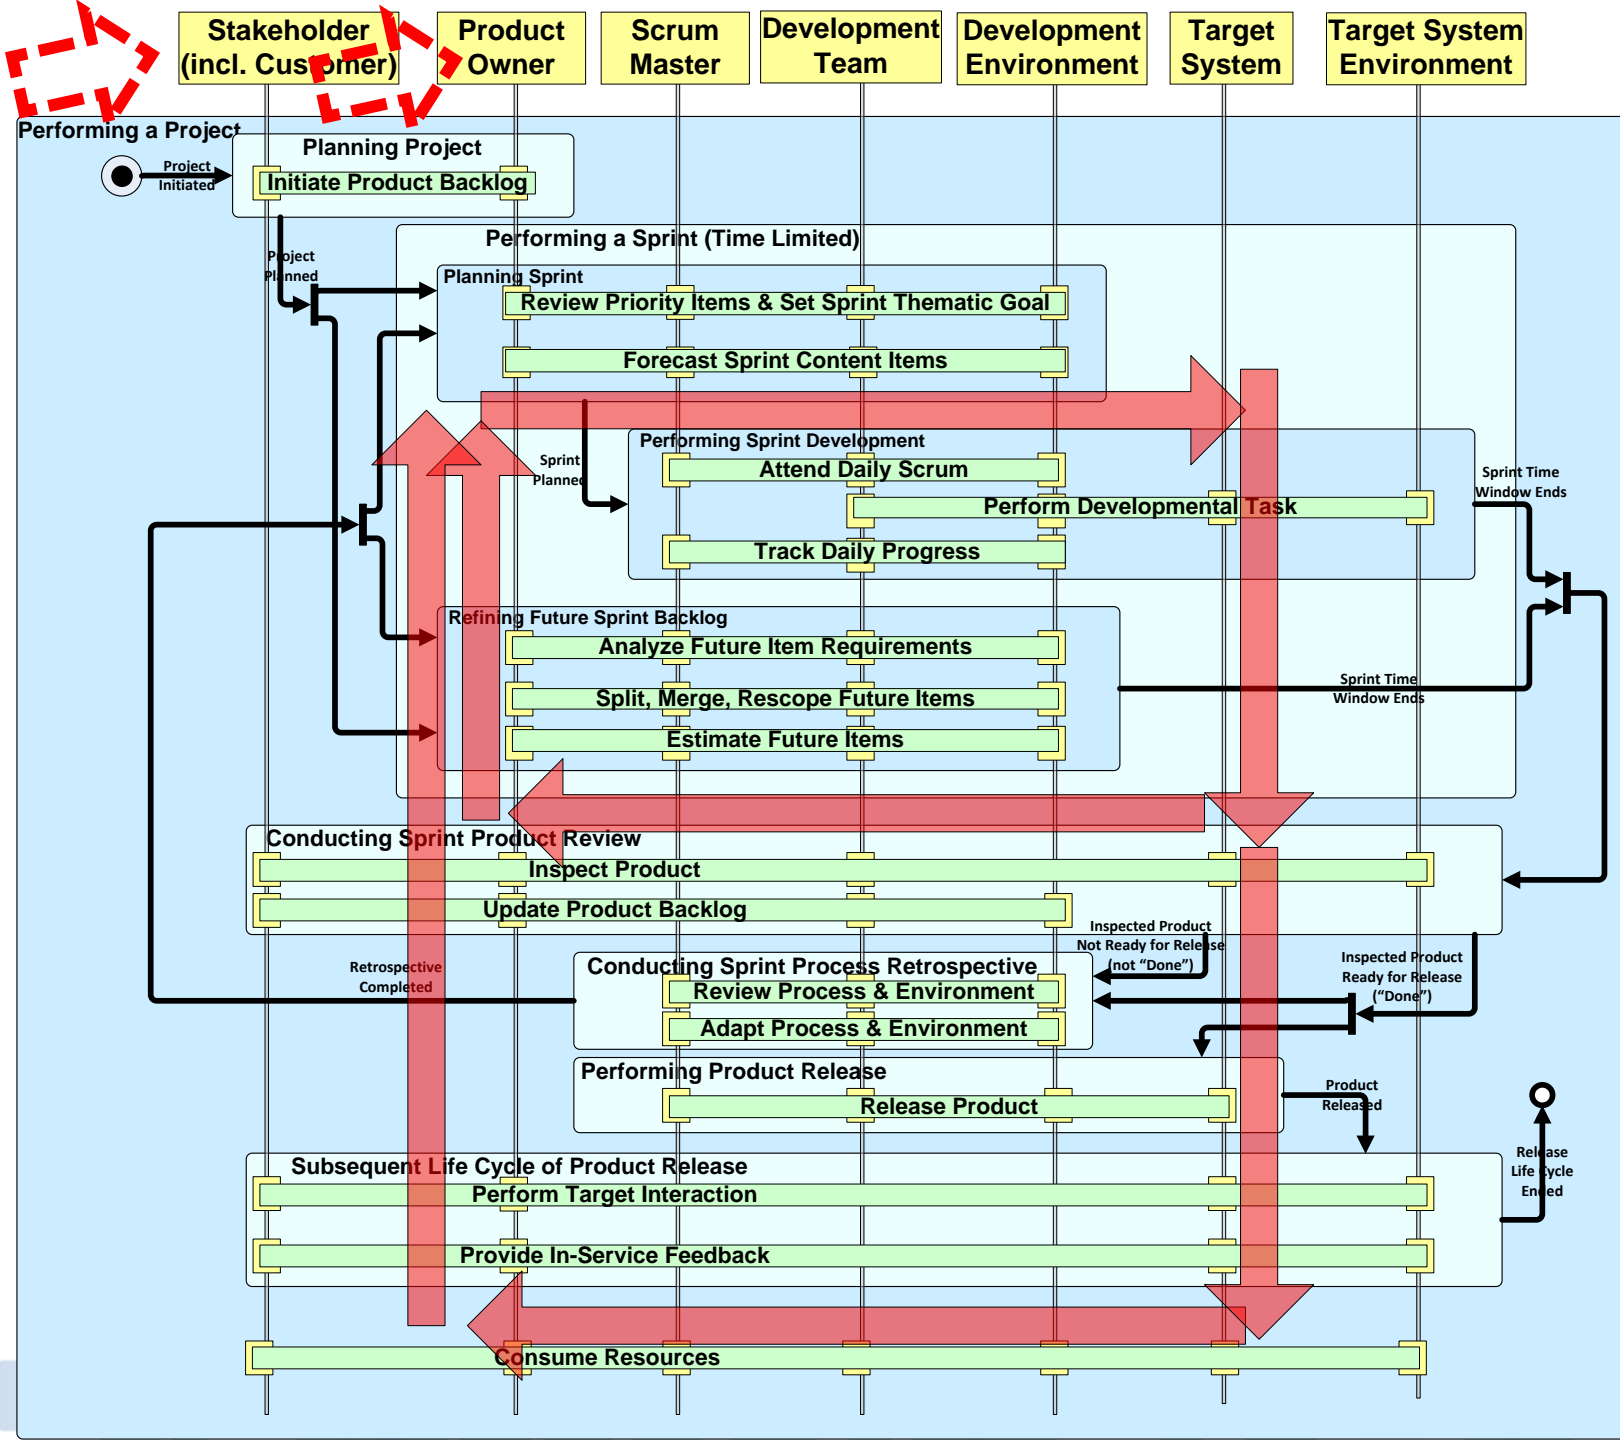 Stakeholder
(incl. Customer)
Product
Owner
Scrum
Master
Development
Team
Development
Environment
Target
System
Target System
Environment
Performing a Project
Planning Project
Project
Initiated
Initiate Product Backlog
Performing a Sprint (Time Limited)
Project
Planned
Planning Sprint
Review Priority Items & Set Sprint Thematic Goal
Forecast Sprint Content Items
Performing Sprint Development
Sprint
Planned
Attend Daily Scrum
Sprint Time
Window Ends
Perform Developmental Task
Track Daily Progress
Refining Future Sprint Backlog
Analyze Future Item Requirements
Split, Merge, Rescope Future Items
Sprint Time
Window Ends
Estimate Future Items
Conducting Sprint Product Review
Inspect Product
Update Product Backlog
Inspected Product
Not Ready for Release
(not “Done”)
Inspected Product
Ready for Release
(“Done”)
Retrospective
Completed
Conducting Sprint Process Retrospective
Review Process & Environment
Adapt Process & Environment
Performing Product Release
Release Product
Product
Released
Release
Life Cycle
Ended
Subsequent Life Cycle of Product Release
Perform Target Interaction
Provide In-Service Feedback
Consume Resources